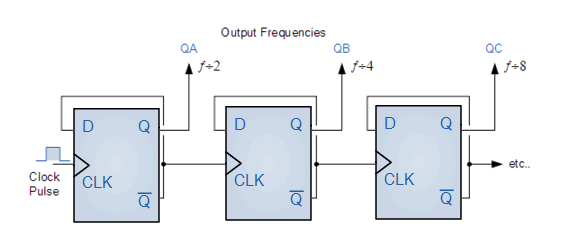 Output Frequencies
QA QB QC
f÷2 f÷4 f÷8
D Q D Q D Q
Clock Pulse
CLK CLK CLK
etc..
Q̅ Q̅ Q̅